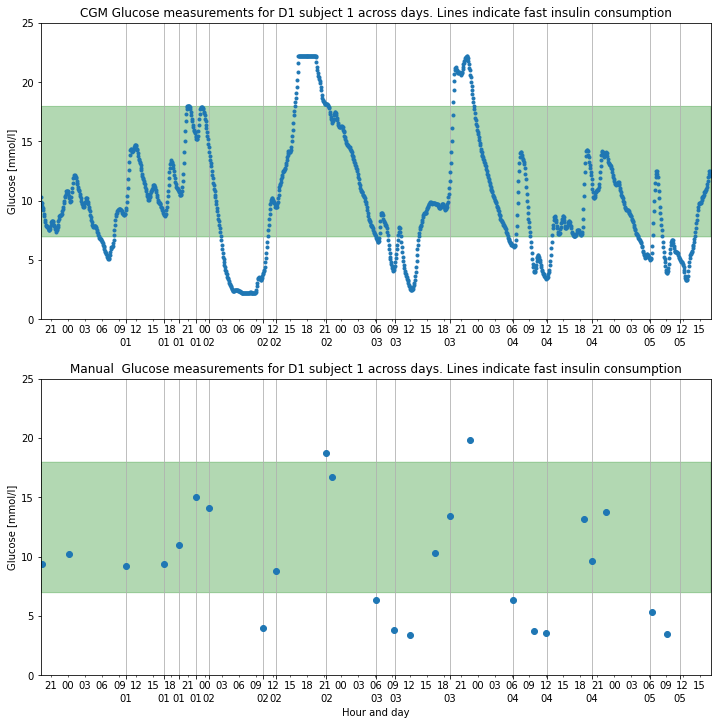 CGM Glucose measurements for D1 subject 1 across days. Lines indicate fast insulin consumption
25
20
15
10
5
0
Glucose [mmol/l]
21 00 03 06 09 12 15 18 21 00 03 06 09 12 15 18 21 00 03 06 09 12 15 18 21 00 03 06 09 12 15 18 21 00 03 06 09 12 15
01 01 01 01 02 02 02 02 03 03 03 04 04 04 05 05
Manual  Glucose measurements for D1 subject 1 across days. Lines indicate fast insulin consumption
25
20
15
10
5
0
Glucose [mmol/l]
21 00 03 06 09 12 15 18 21 00 03 06 09 12 15 18 21 00 03 06 09 12 15 18 21 00 03 06 09 12 15 18 21 00 03 06 09 12 15
01 01 01 01 02 02 02 02 03 03 03 04 04 04 05 05
Hour and day